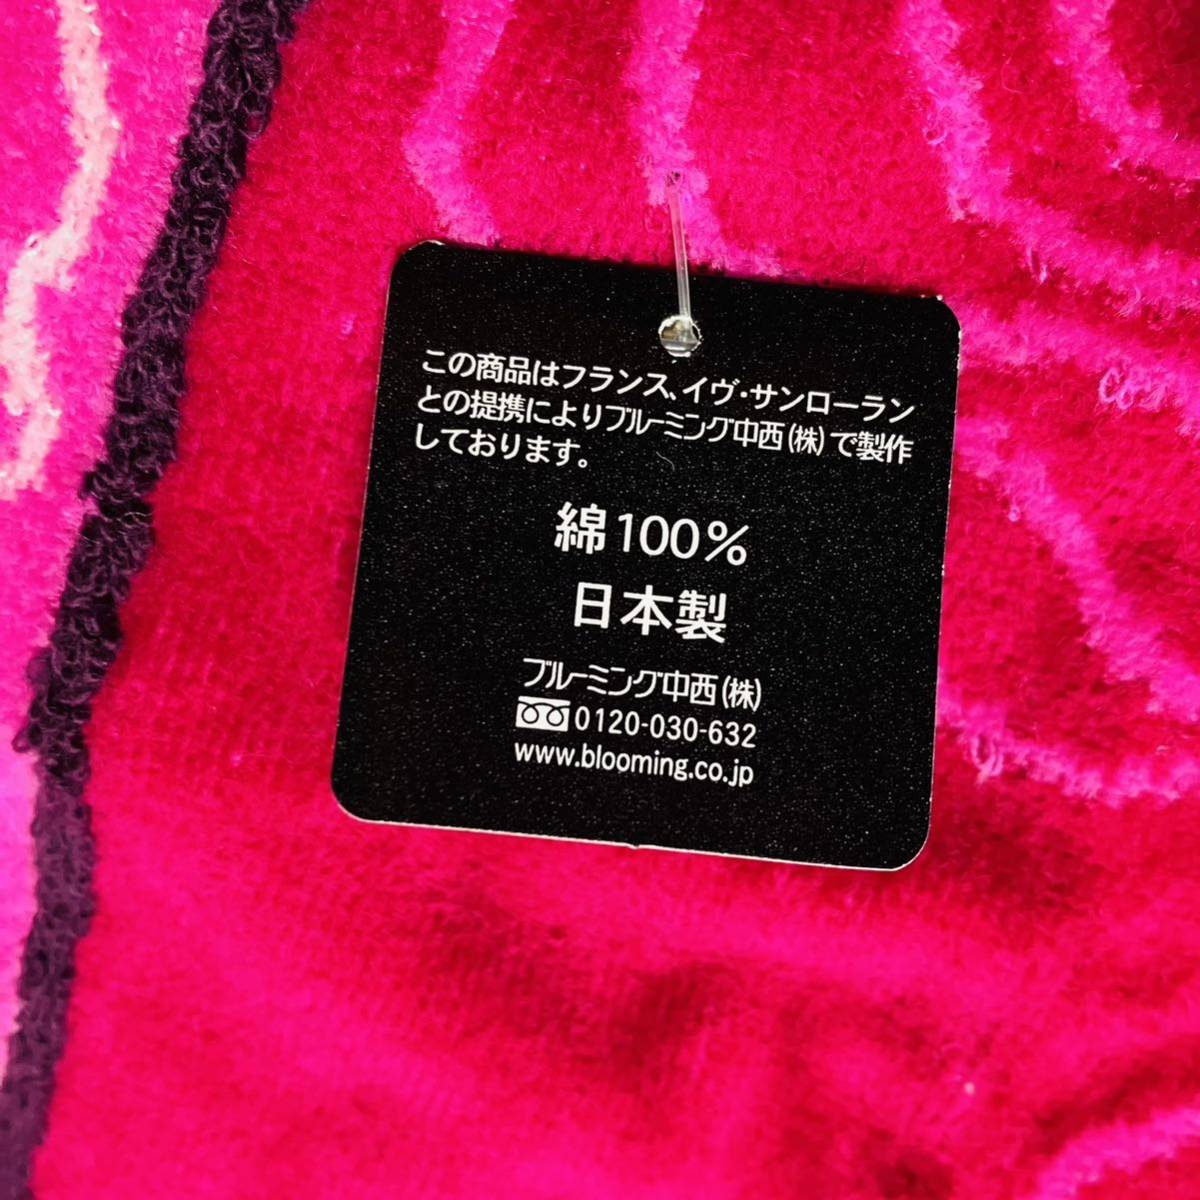 この商品はフランス、イヴ・サンローラン
との提携によりブルーミング中西(株)で製作
しております。
綿100%
日本製
ブルーミング中西(株)
0120-030-632
www.blooming.co.jp